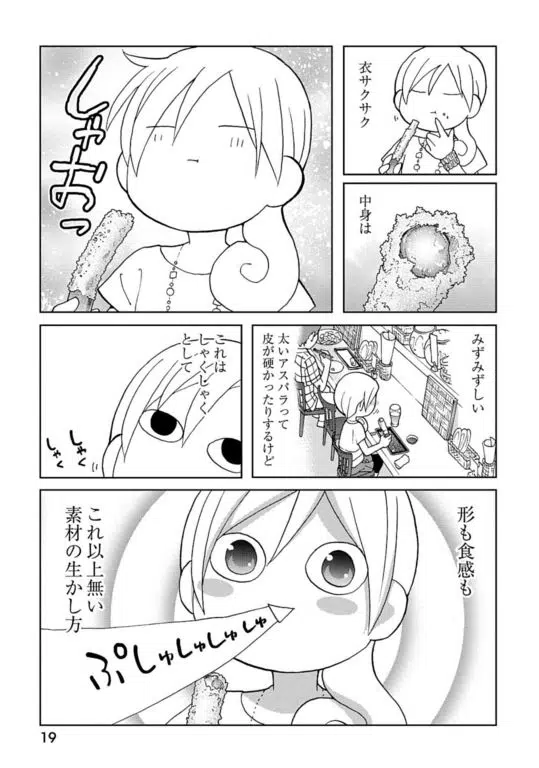 衣サクサク
中身は
しゃおっ
みずみずしい
太いアスパラって
皮が硬かったりするけど
これは
しゃくしゃく
として
しゃく
しゃく
形も食感も
これ以上無い
素材の生かし方
ぷしゅしゅしゅしゅ
19